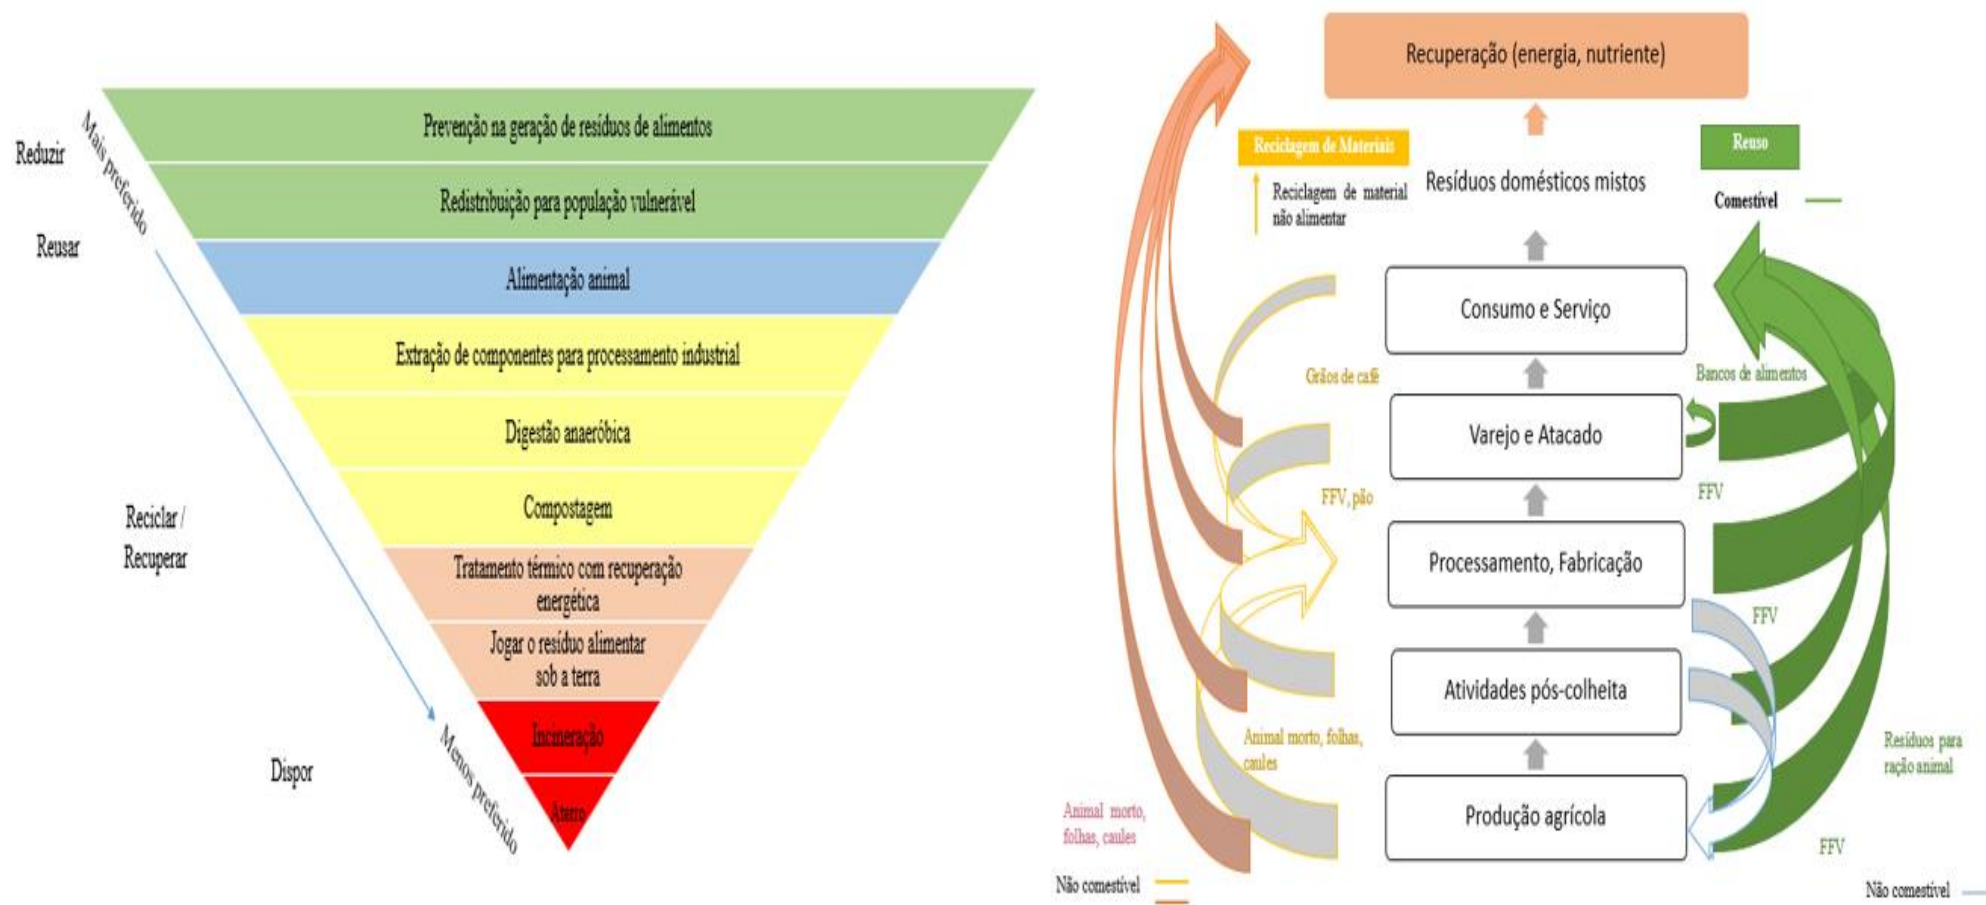 Mais preferido
Reduzir
Reusar
Reciclar /
Recuperar
Dispor
Menos preferido
Prevenção na geração de resíduos de alimentos
Redistribuição para população vulnerável
Alimentação animal
Extração de componentes para processamento industrial
Digestão anaeróbica
Compostagem
Tratamento térmico com recuperação
energética
Jogar o resíduo alimentar
sob a terra
Incineração
Aterro
Recuperação (energia, nutriente)
Reciclagem de Materiais
Reciclagem de material
não alimentar
Resíduos domésticos mistos
Reuso
Comestível
Consumo e Serviço
Grãos de café
Bancos de alimentos
Varejo e Atacado
FFV, pão
FFV
Processamento, Fabricação
FFV
Atividades pós-colheita
Animal morto, folhas,
caules
Resíduos para
ração animal
Produção agrícola
Animal morto,
folhas, caules
FFV
Não comestível
Não comestível